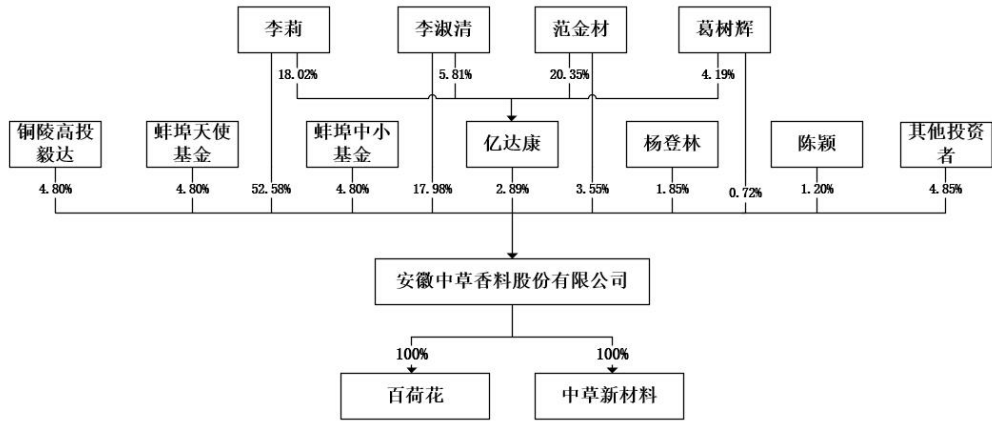 李莉
李淑清
范金材
葛树辉
18.02%
5.81%
20.35%
4.19%
铜陵高投
毅达
蚌埠天使
基金
蚌埠中小
基金
亿达康
杨登林
陈颖
其他投资
者
4.80%
4.80%
52.58%
4.80%
17.98%
2.89%
3.55%
1.85%
0.72%
1.20%
4.85%
安徽中草香料股份有限公司
100%
100%
百荷花
中草新材料